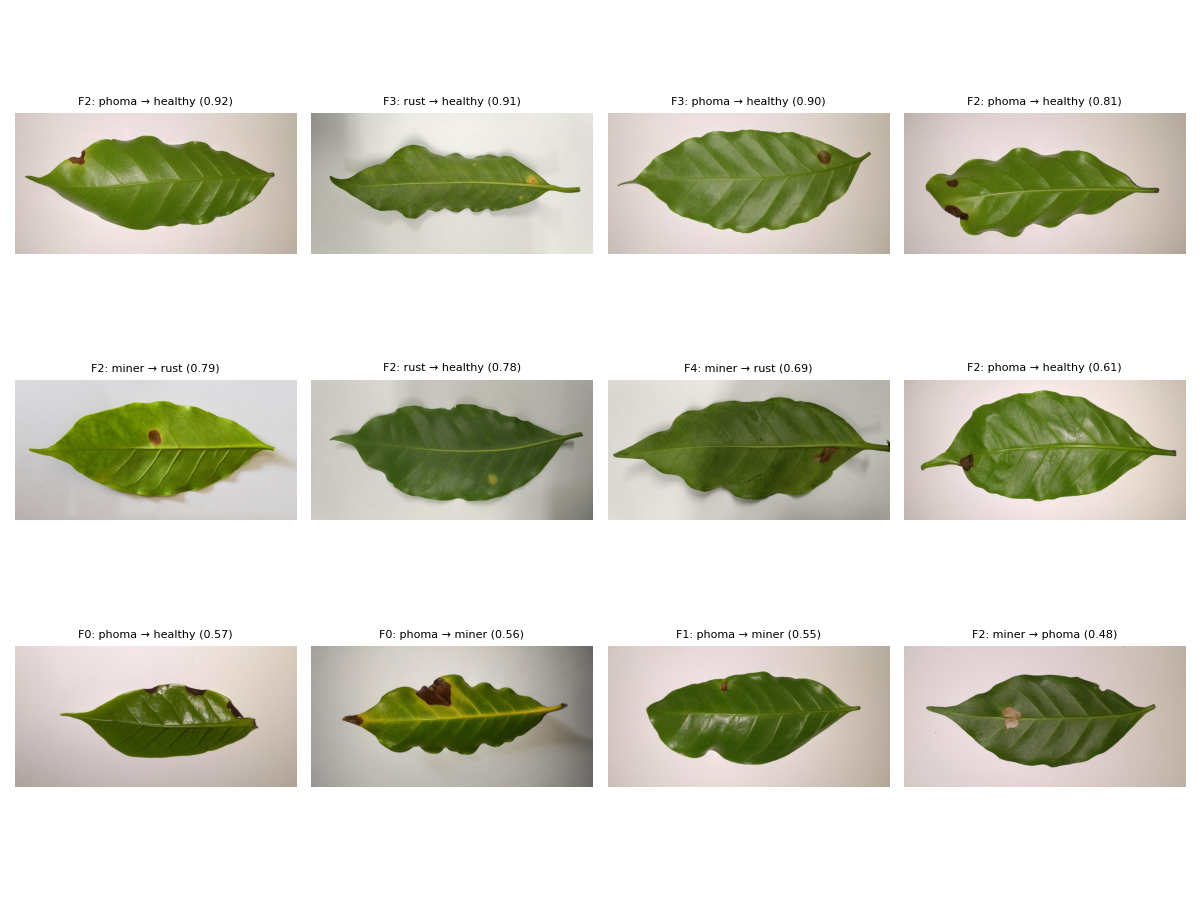 F2: phoma → healthy (0.92)
F3: rust → healthy (0.91)
F3: phoma → healthy (0.90)
F2: phoma → healthy (0.81)
F2: miner → rust (0.79)
F2: rust → healthy (0.78)
F4: miner → rust (0.69)
F2: phoma → healthy (0.61)
F0: phoma → healthy (0.57)
F0: phoma → miner (0.56)
F1: phoma → miner (0.55)
F2: miner → phoma (0.48)